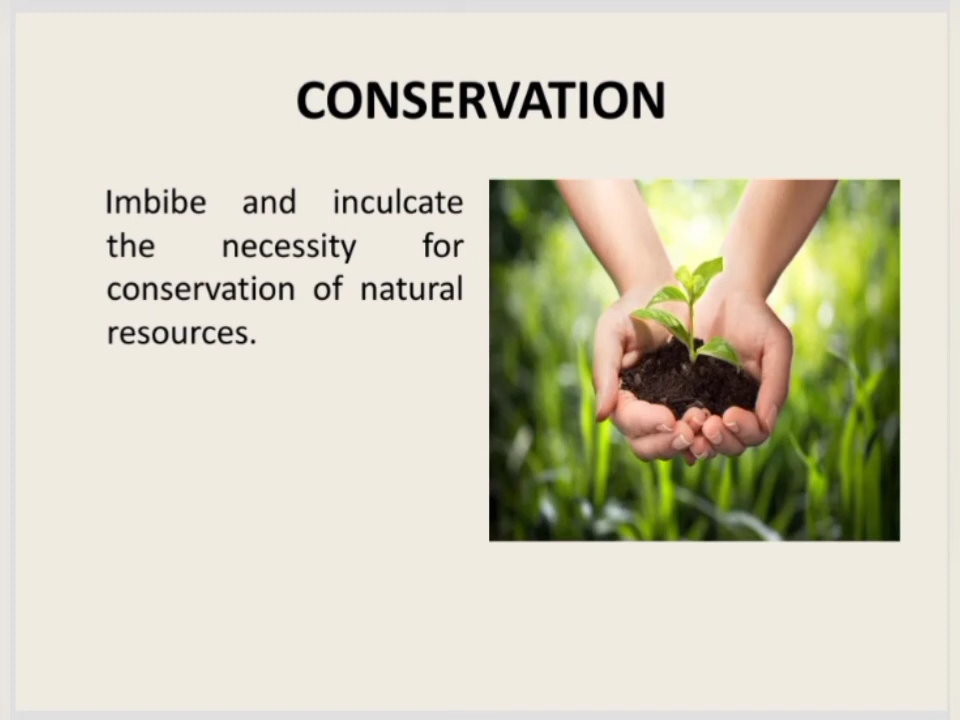 CONSERVATION
Imbibe and inculcate
the necessity for
conservation of natural
resources.